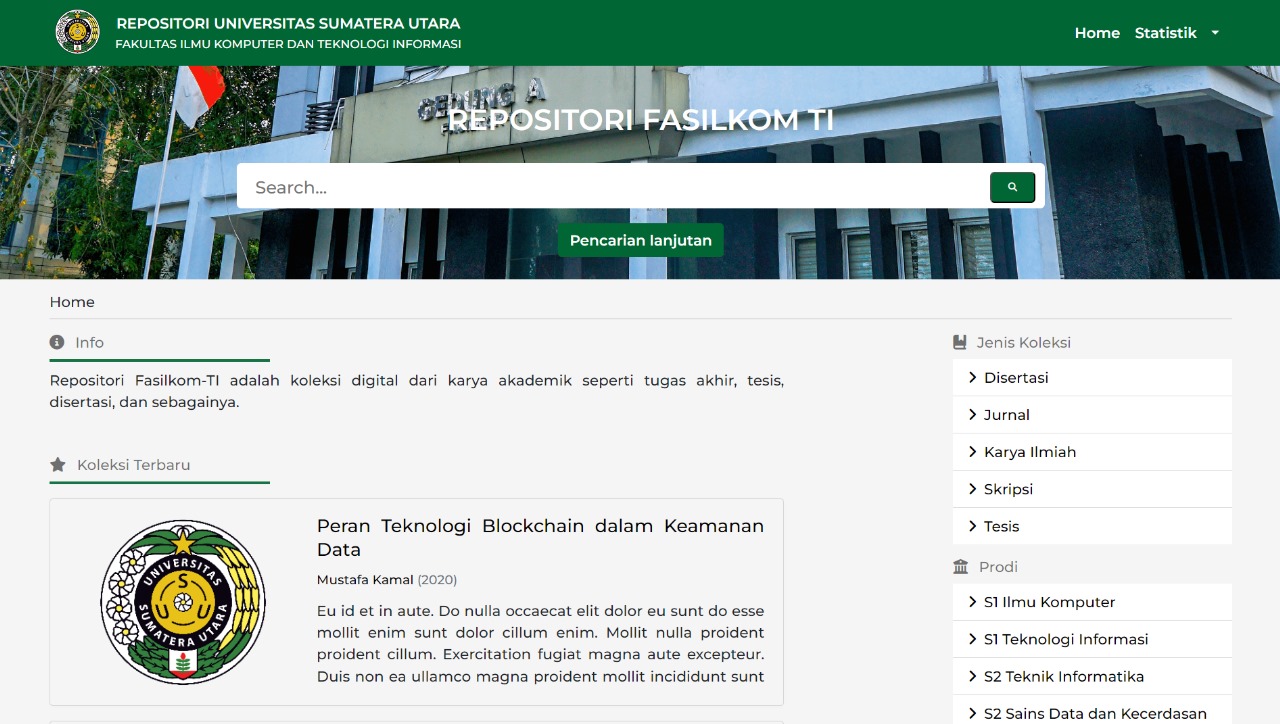 REPOSITORI UNIVERSITAS SUMATERA UTARA
FAKULTAS ILMU KOMPUTER DAN TEKNOLOGI INFORMASI
Home Statistik
GEDUNG A
REPOSITORI FASILKOM TI
Search...
Pencarian lanjutan
Home
Info
Repositori Fasilkom-TI adalah koleksi digital dari karya akademik seperti tugas akhir, tesis,
disertasi, dan sebagainya.
Koleksi Terbaru
UNIVERSITAS
SUMATERA UTARA
S
U U
Peran Teknologi Blockchain dalam Keamanan
Data
Mustafa Kamal (2020)
Eu id et in aute. Do nulla occaecat elit dolor eu sunt do esse
mollit enim sunt dolor cillum enim. Mollit nulla proident
proident cillum. Exercitation fugiat magna aute excepteur.
Duis non ea ullamco magna proident mollit incididunt sunt
Jenis Koleksi
Disertasi
Jurnal
Karya Ilmiah
Skripsi
Tesis
Prodi
S1 Ilmu Komputer
S1 Teknologi Informasi
S2 Teknik Informatika
S2 Sains Data dan Kecerdasan